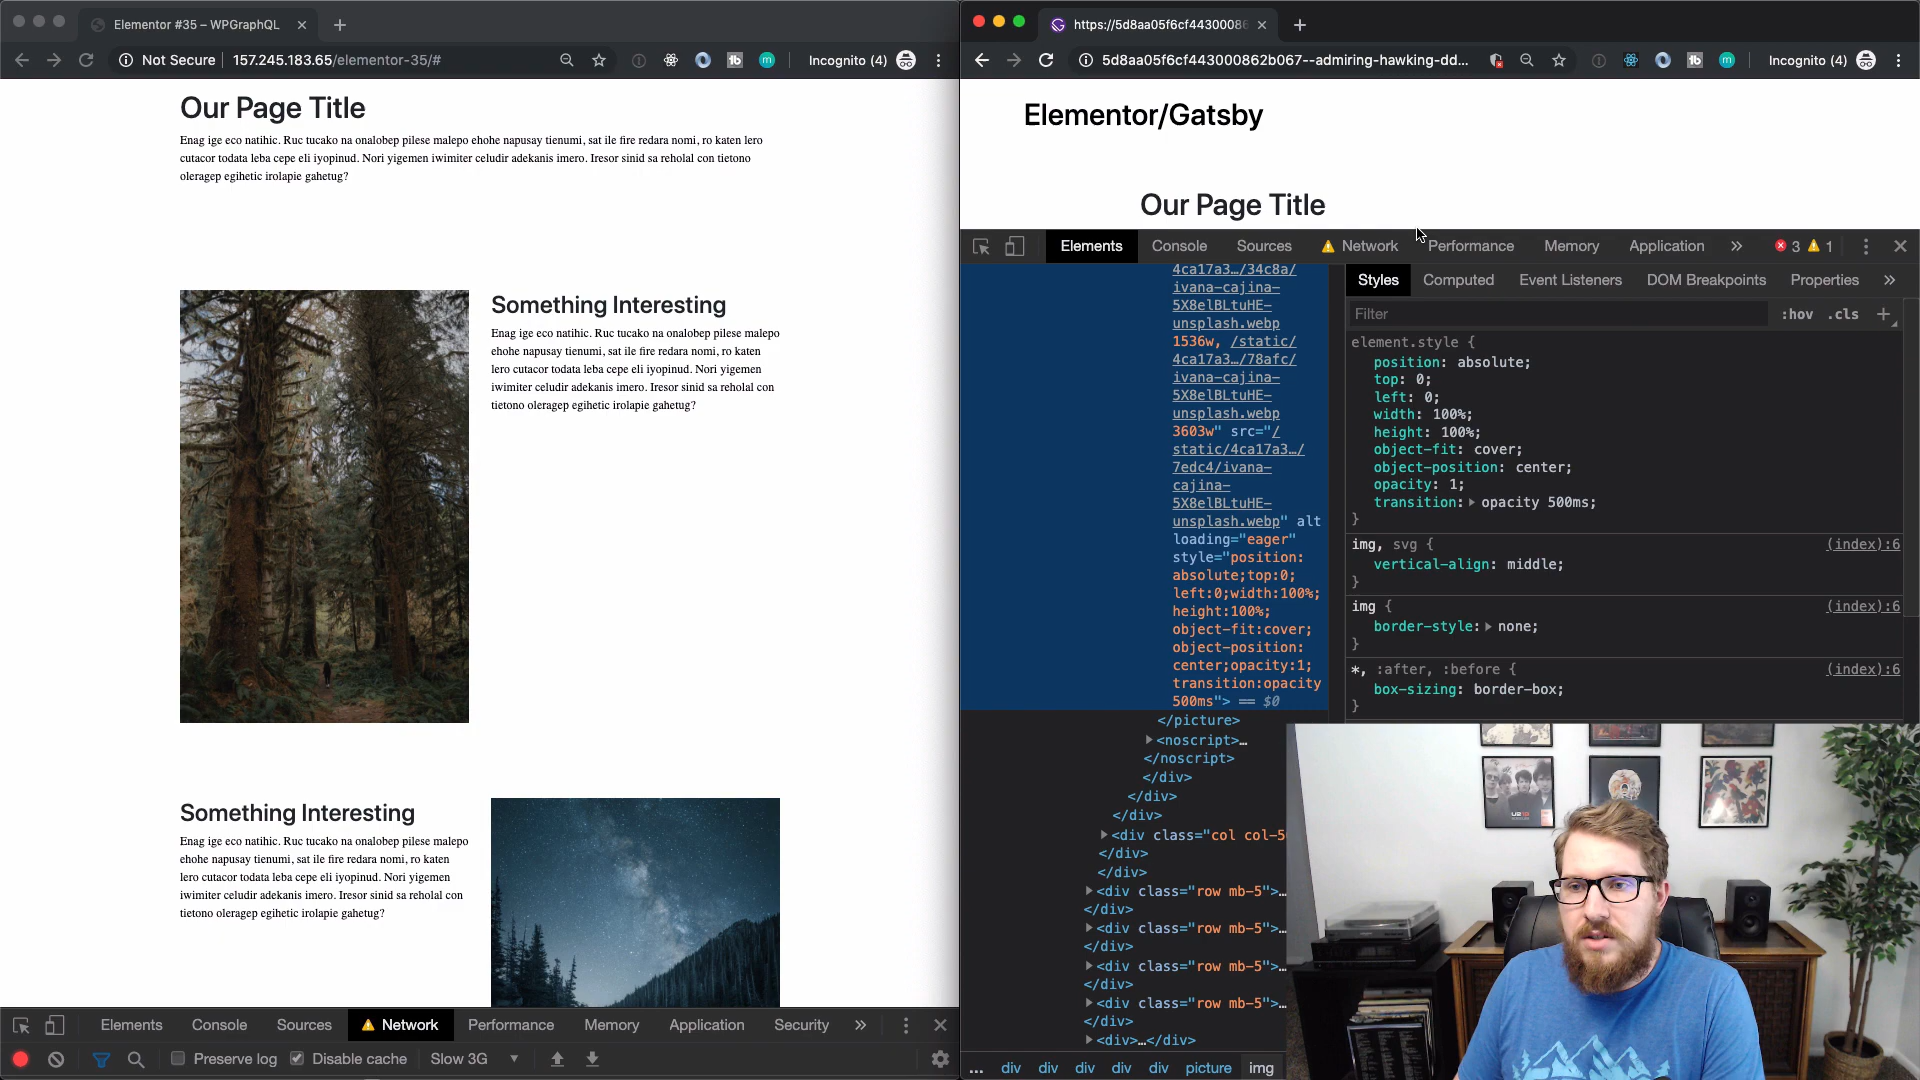 Elementor #35 – WPGraphQL
Not Secure
157.245.183.65/elementor-35/#
Incognito (4)
Our Page Title
Enag ige eco natihic. Ruc tucako na onalobep pilese malepo ehohe napusay tienumi, sat ile fire redara nomi, ro katen lero
cutacor todata leba cepe eli iyopinud. Nori yigemen iwimiter celudir adekanis imero. Iresor sinid sa reholal con tietono
oleragep egihetic irolapie gahetug?
Something Interesting
Enag ige eco natihic. Ruc tucako na onalobep pilese malepo
ehohe napusay tienumi, sat ile fire redara nomi, ro katen
lero cutacor todata leba cepe eli iyopinud. Nori yigemen
iwimiter celudir adekanis imero. Iresor sinid sa reholal con
tietono oleragep egihetic irolapie gahetug?
Something Interesting
Enag ige eco natihic. Ruc tucako na onalobep pilese malepo
ehohe napusay tienumi, sat ile fire redara nomi, ro katen
lero cutacor todata leba cepe eli iyopinud. Nori yigemen
iwimiter celudir adekanis imero. Iresor sinid sa reholal con
tietono oleragep egihetic irolapie gahetug?
Elements Console Sources Network Performance Memory Application Security
Preserve log Disable cache Slow 3G
https://5d8aa05f6cf44300086
5d8aa05f6cf443000862b067--admiring-hawking-dd...
Incognito (4)
Elementor/Gatsby
Our Page Title
Elements Console Sources Network Performance Memory Application 3 1
4ca17a3…/34c8a/
ivana-cajina-
5X8elBLtuHE-
unsplash.webp
1536w, /static/
4ca17a3…/78afc/
ivana-cajina-
5X8elBLtuHE-
unsplash.webp
3603w" src="/
static/4ca17a3…/
7edc4/ivana-
cajina-
5X8elBLtuHE-
unsplash.webp" alt
loading="eager"
style="position:
absolute;top:0;
left:0;width:100%;
height:100%;
object-fit:cover;
object-position:
center;opacity:1;
transition:opacity
500ms"> == $0
</picture>
<noscript>…
</noscript>
</div>
</div>
</div>
<div class="col col-5
</div>
</div>
<div class="row mb-5">…
</div>
<div class="row mb-5">…
</div>
<div class="row mb-5">…
</div>
<div class="row mb-5">…
</div>
<div>…</div>
... div div div div div picture img
Styles Computed Event Listeners DOM Breakpoints Properties
Filter :hov .cls +
element.style {
position: absolute;
top: 0;
left: 0;
width: 100%;
height: 100%;
object-fit: cover;
object-position: center;
opacity: 1;
transition: opacity 500ms;
}
img, svg { (index):6
vertical-align: middle;
}
img { (index):6
border-style: none;
}
*, :after, :before { (index):6
box-sizing: border-box;
}
U2